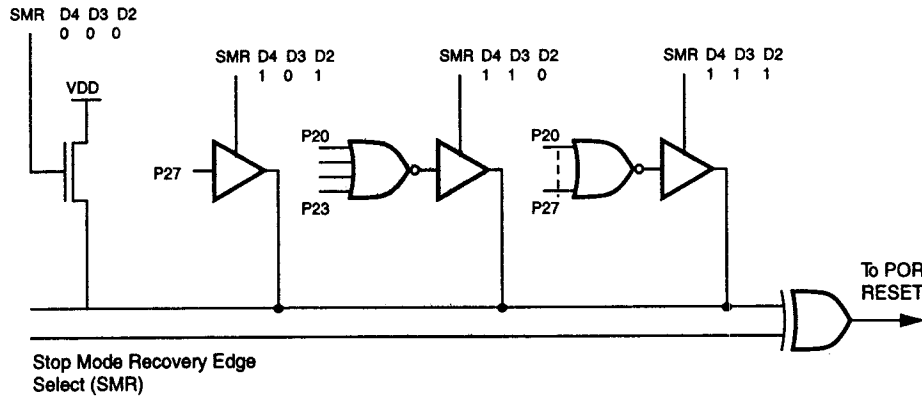 SMR D4 D3 D2
0 0 0
VDD
SMR D4 D3 D2
1 0 1
P27
SMR D4 D3 D2
1 1 0
P20
P23
SMR D4 D3 D2
1 1 1
P20
P27
To POR
RESET
Stop Mode Recovery Edge
Select (SMR)